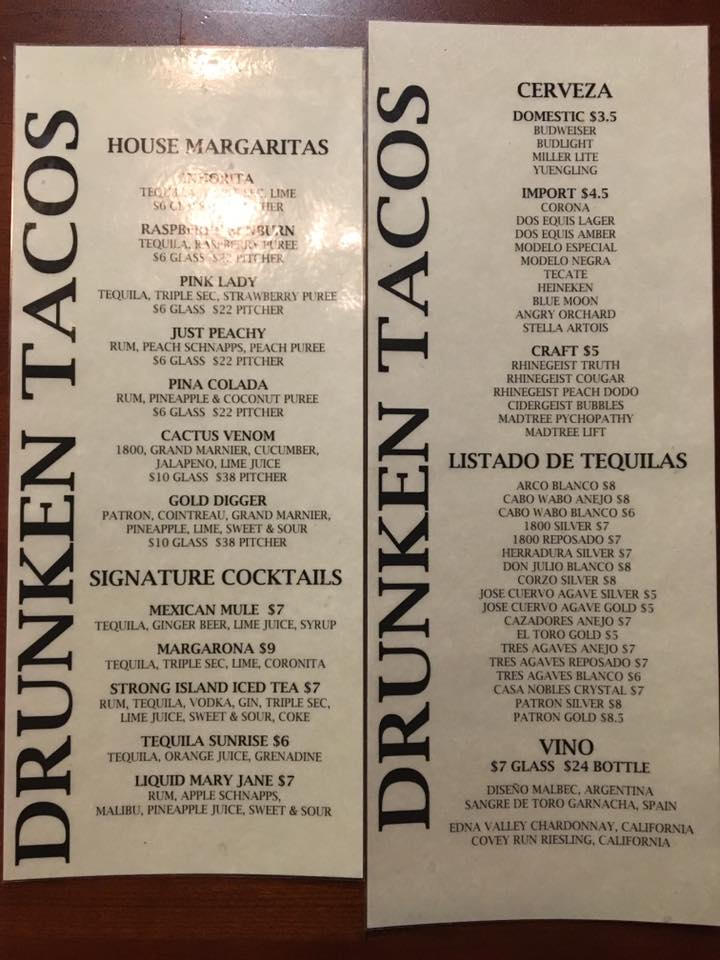 DRUNKEN TACOS
HOUSE MARGARITAS
LIME
$6
RASPBERRY SUNBURN
TEQUILA, RASPBERRY PUREE
$6 GLASS PITCHER
PINK LADY
TEQUILA, TRIPLE SEC, STRAWBERRY PUREE
$6 GLASS $22 PITCHER
JUST PEACHY
RUM, PEACH SCHNAPPS, PEACH PUREE
$6 GLASS $22 PITCHER
PINA COLADA
RUM, PINEAPPLE & COCONUT PUREE
$6 GLASS $22 PITCHER
CACTUS VENOM
1800, GRAND MARNIER, CUCUMBER,
JALAPENO, LIME JUICE
$10 GLASS $38 PITCHER
GOLD DIGGER
PATRON, COINTREAU, GRAND MARNIER,
PINEAPPLE, LIME, SWEET & SOUR
$10 GLASS $38 PITCHER
SIGNATURE COCKTAILS
MEXICAN MULE $7
TEQUILA, GINGER BEER, LIME JUICE, SYRUP
MARGARONA $9
TEQUILA, TRIPLE SEC, LIME, CORONITA
STRONG ISLAND ICED TEA $7
RUM, TEQUILA, VODKA, GIN, TRIPLE SEC,
LIME JUICE, SWEET & SOUR, COKE
TEQUILA SUNRISE $6
TEQUILA, ORANGE JUICE, GRENADINE
LIQUID MARY JANE $7
RUM, APPLE SCHNAPPS,
MALIBU, PINEAPPLE JUICE, SWEET & SOUR
DRUNKEN TACOS
CERVEZA
DOMESTIC $3.5
BUDWEISER
BUDLIGHT
MILLER LITE
YUENGLING
IMPORT $4.5
CORONA
DOS EQUIS LAGER
DOS EQUIS AMBER
MODELO ESPECIAL
MODELO NEGRA
TECATE
HEINEKEN
BLUE MOON
ANGRY ORCHARD
STELLA ARTOIS
CRAFT $5
RHINEGEIST TRUTH
RHINEGEIST COUGAR
RHINEGEIST PEACH DODO
CIDERGEIST BUBBLES
MADTREE PYCHOPATHY
MADTREE LIFT
LISTADO DE TEQUILAS
ARCO BLANCO $8
CABO WABO ANEJO $8
CABO WABO BLANCO $6
1800 SILVER $7
1800 REPOSADO $7
HERRADURA SILVER $7
DON JULIO BLANCO $8
CORZO SILVER $8
JOSE CUERVO AGAVE SILVER $5
JOSE CUERVO AGAVE GOLD $5
CAZADORES ANEJO $7
EL TORO GOLD $5
TRES AGAVES ANEJO $7
TRES AGAVES REPOSADO $7
TRES AGAVES BLANCO $6
CASA NOBLES CRYSTAL $7
PATRON SILVER $8
PATRON GOLD $8.5
VINO
$7 GLASS $24 BOTTLE
DISEÑO MALBEC, ARGENTINA
SANGRE DE TORO GARNACHA, SPAIN
EDNA VALLEY CHARDONNAY, CALIFORNIA
COVEY RUN RIESLING, CALIFORNIA